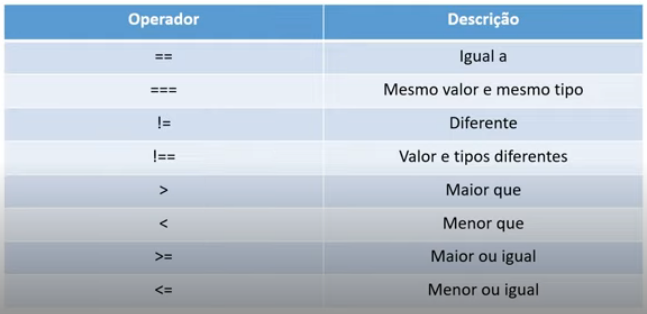 Operador Descrição
== Igual a
=== Mesmo valor e mesmo tipo
!= Diferente
!== Valor e tipos diferentes
> Maior que
< Menor que
>= Maior ou igual
<= Menor ou igual